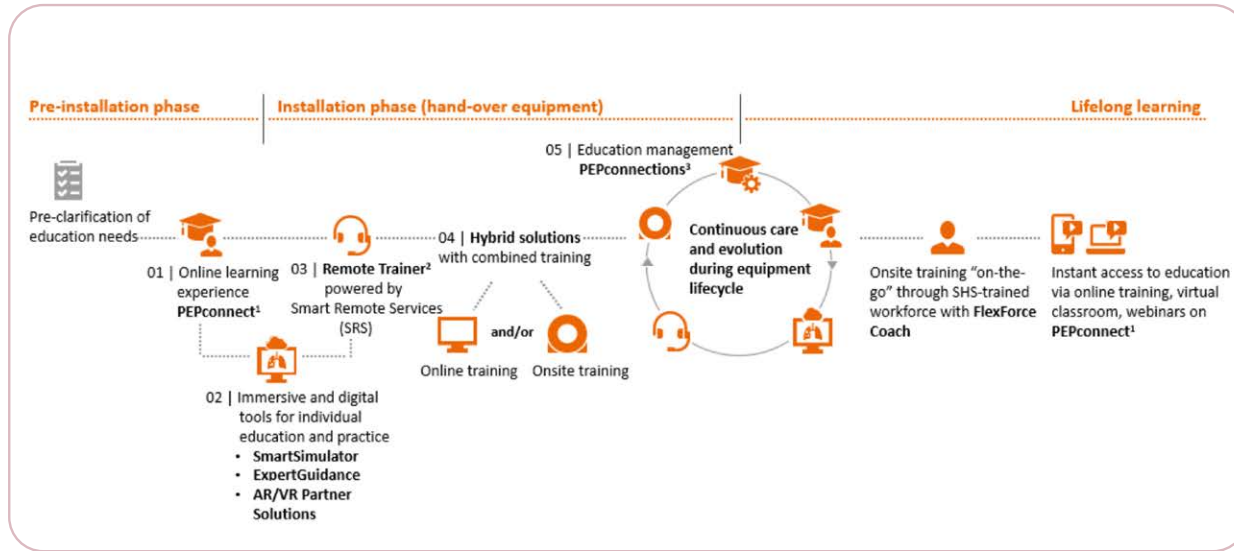 Pre-installation phase
Installation phase (hand-over equipment)
Lifelong learning
05 | Education management
PEPconnections³
Pre-clarification of
education needs
01 | Online learning
experience
PEPconnect¹
03 | Remote Trainer²
powered by
Smart Remote Services
(SRS)
04 | Hybrid solutions
with combined training
and/or
Online training
Onsite training
02 | Immersive and digital
tools for individual
education and practice
• SmartSimulator
• ExpertGuidance
• AR/VR Partner
Solutions
Continuous care
and evolution
during equipment
lifecycle
Onsite training “on-the-
go” through SHS-trained
workforce with FlexForce
Coach
Instant access to education
via online training, virtual
classroom, webinars on
PEPconnect¹